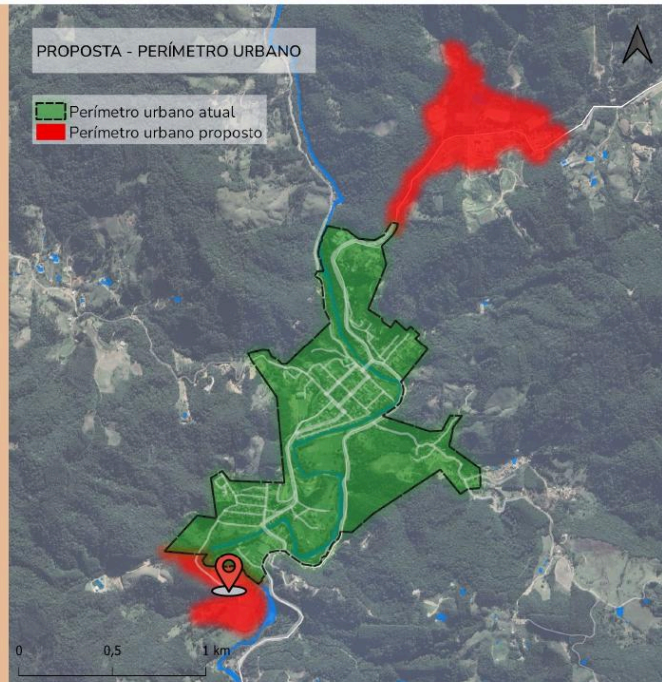 PROPOSTA - PERÍMETRO URBANO
Perímetro urbano atual
Perímetro urbano proposto
0 0,5 1 km